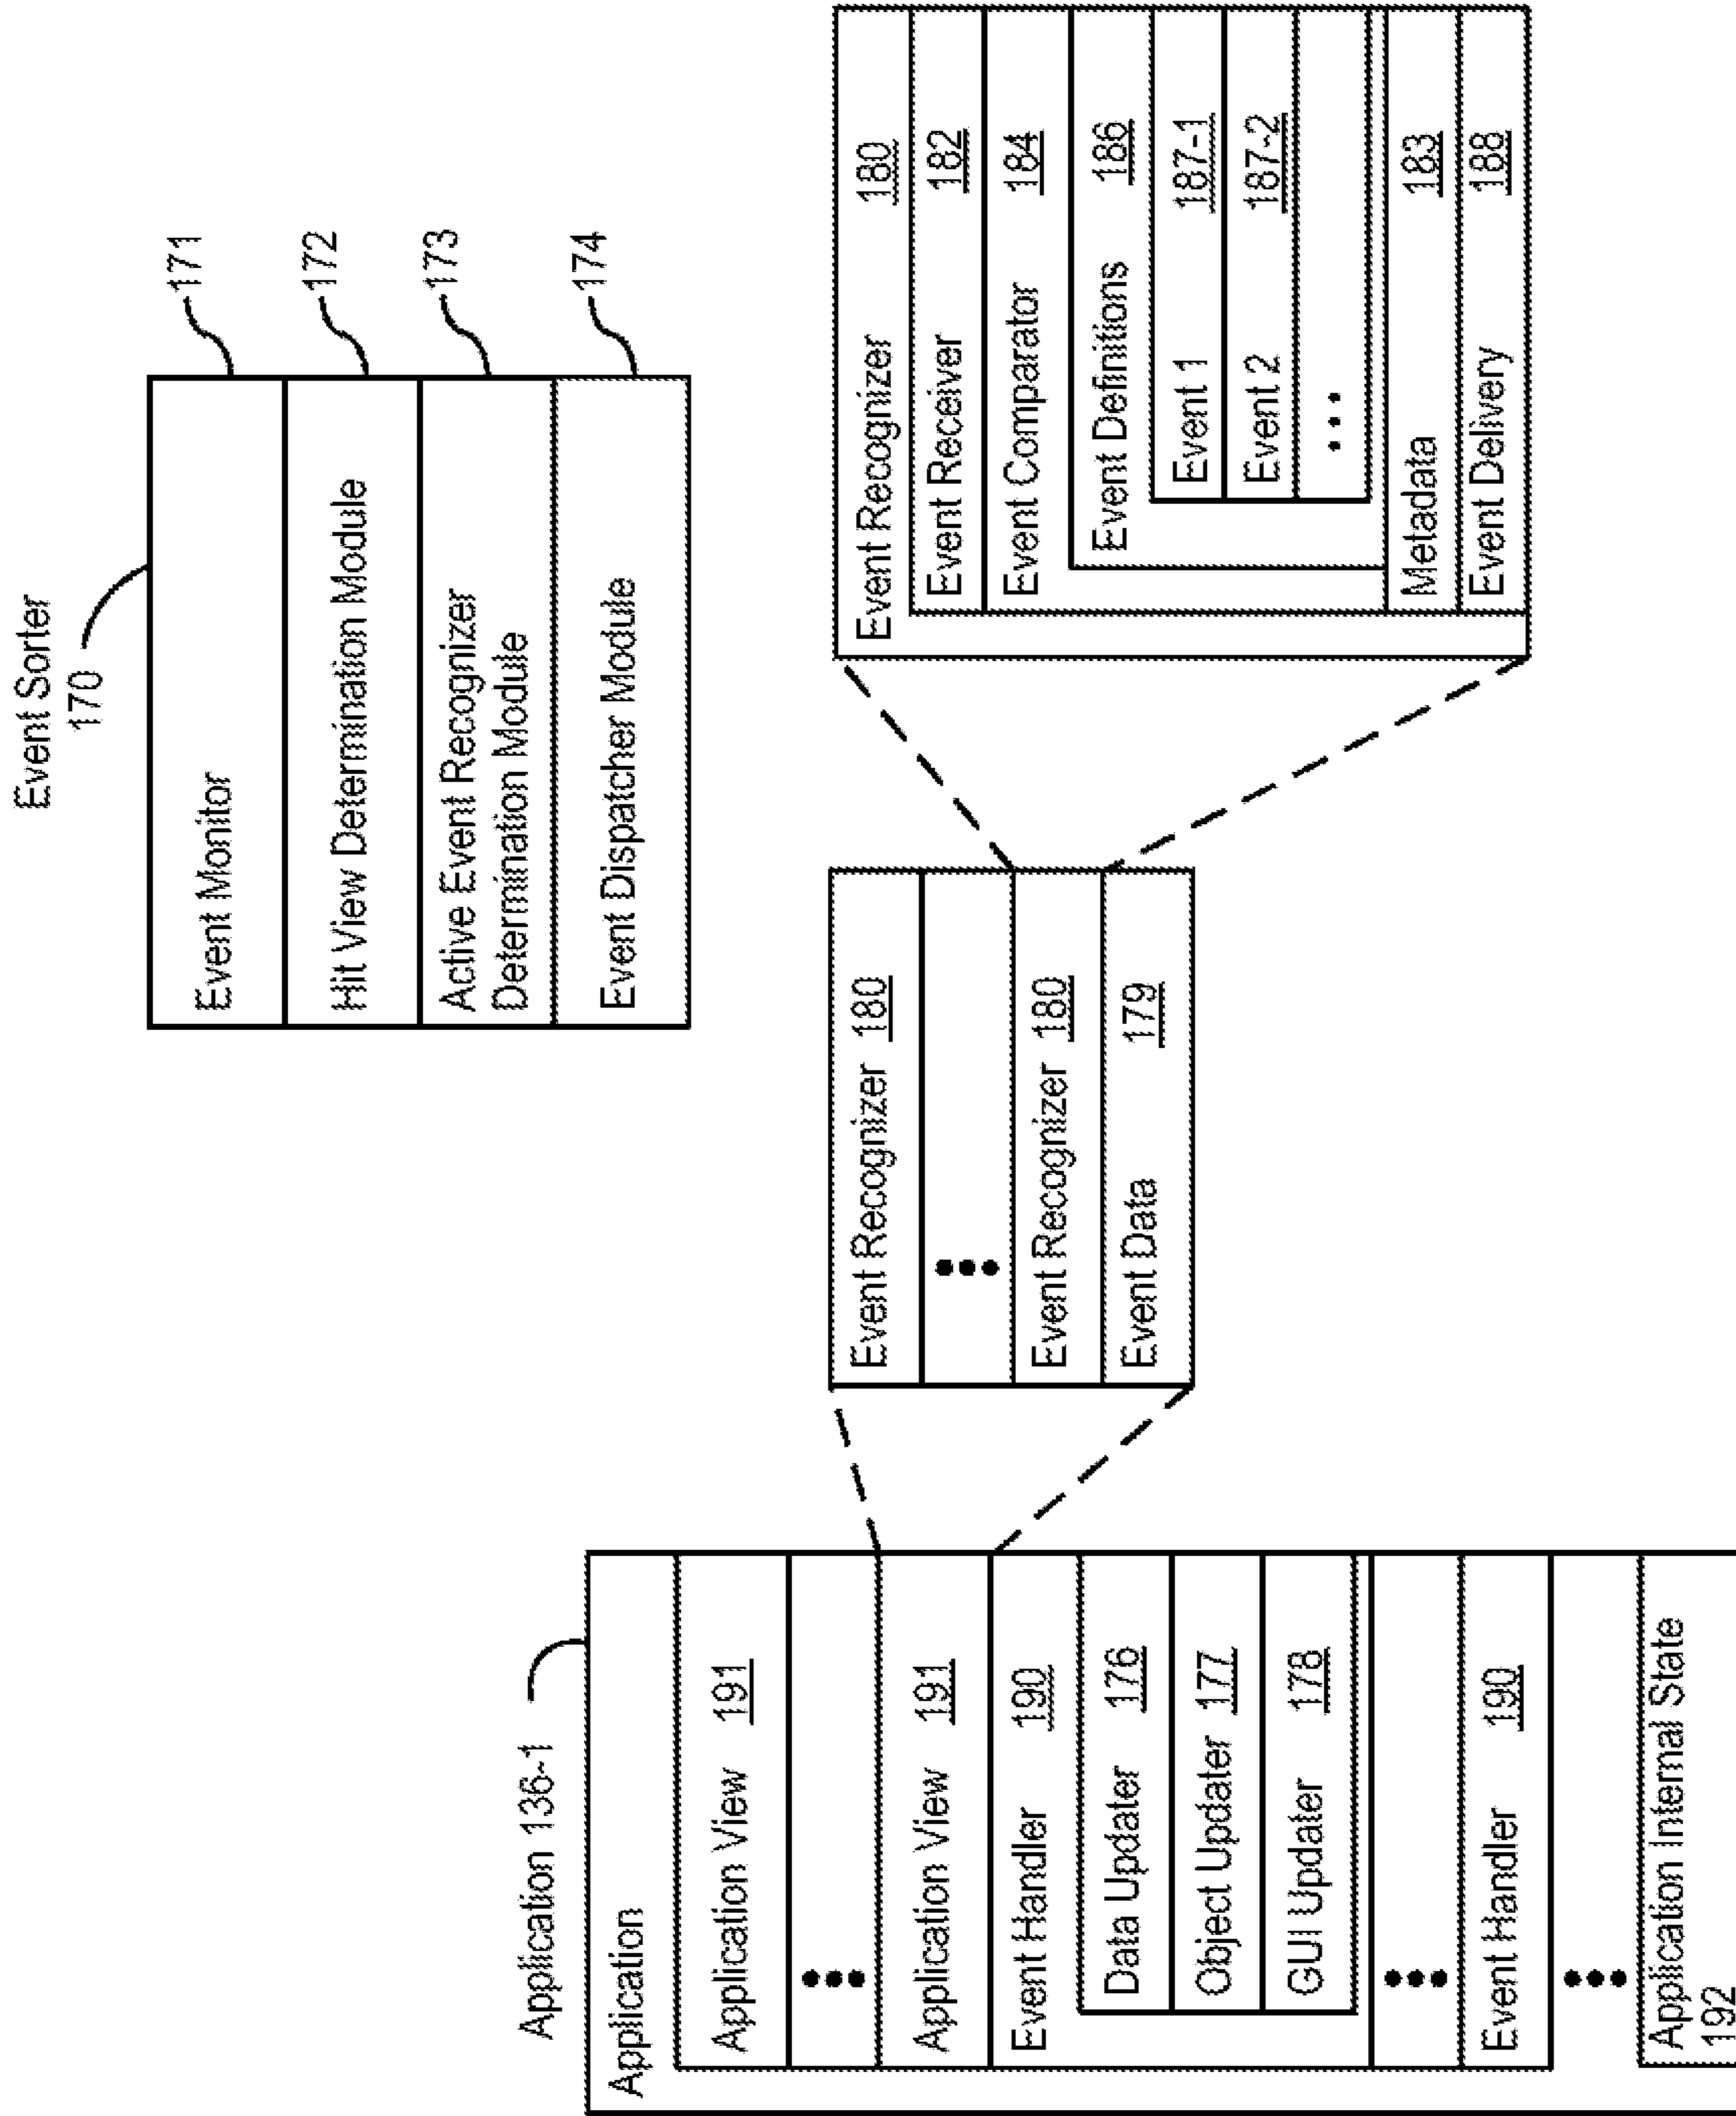 Event Sorter
170
Event Monitor
171
Hit View Determination Module
172
Active Event Recognizer
Determination Module
173
Event Dispatcher Module
174
Application 136-1
Application
Application View 191
•••
Application View 191
Event Handler 190
Data Updater 176
Object Updater 177
GUI Updater 178
•••
Event Handler 190
•••
Application Internal State
192
Event Recognizer 180
•••
Event Recognizer 180
Event Data 179
Event Recognizer 180
Event Receiver 182
Event Comparator 184
Event Definitions 186
Event 1 187-1
Event 2 187-2
•••
Metadata 183
Event Delivery 188